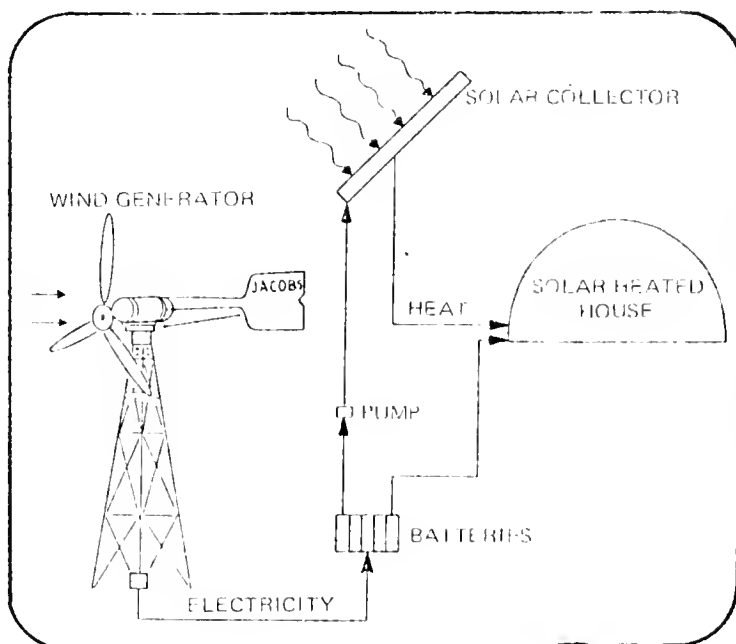 SOLAR COLLECTOR
WIND GENERATOR
JACOBS
SOLAR HEATED
HOUSE
HEAT
PUMP
BATTERIES
ELECTRICITY